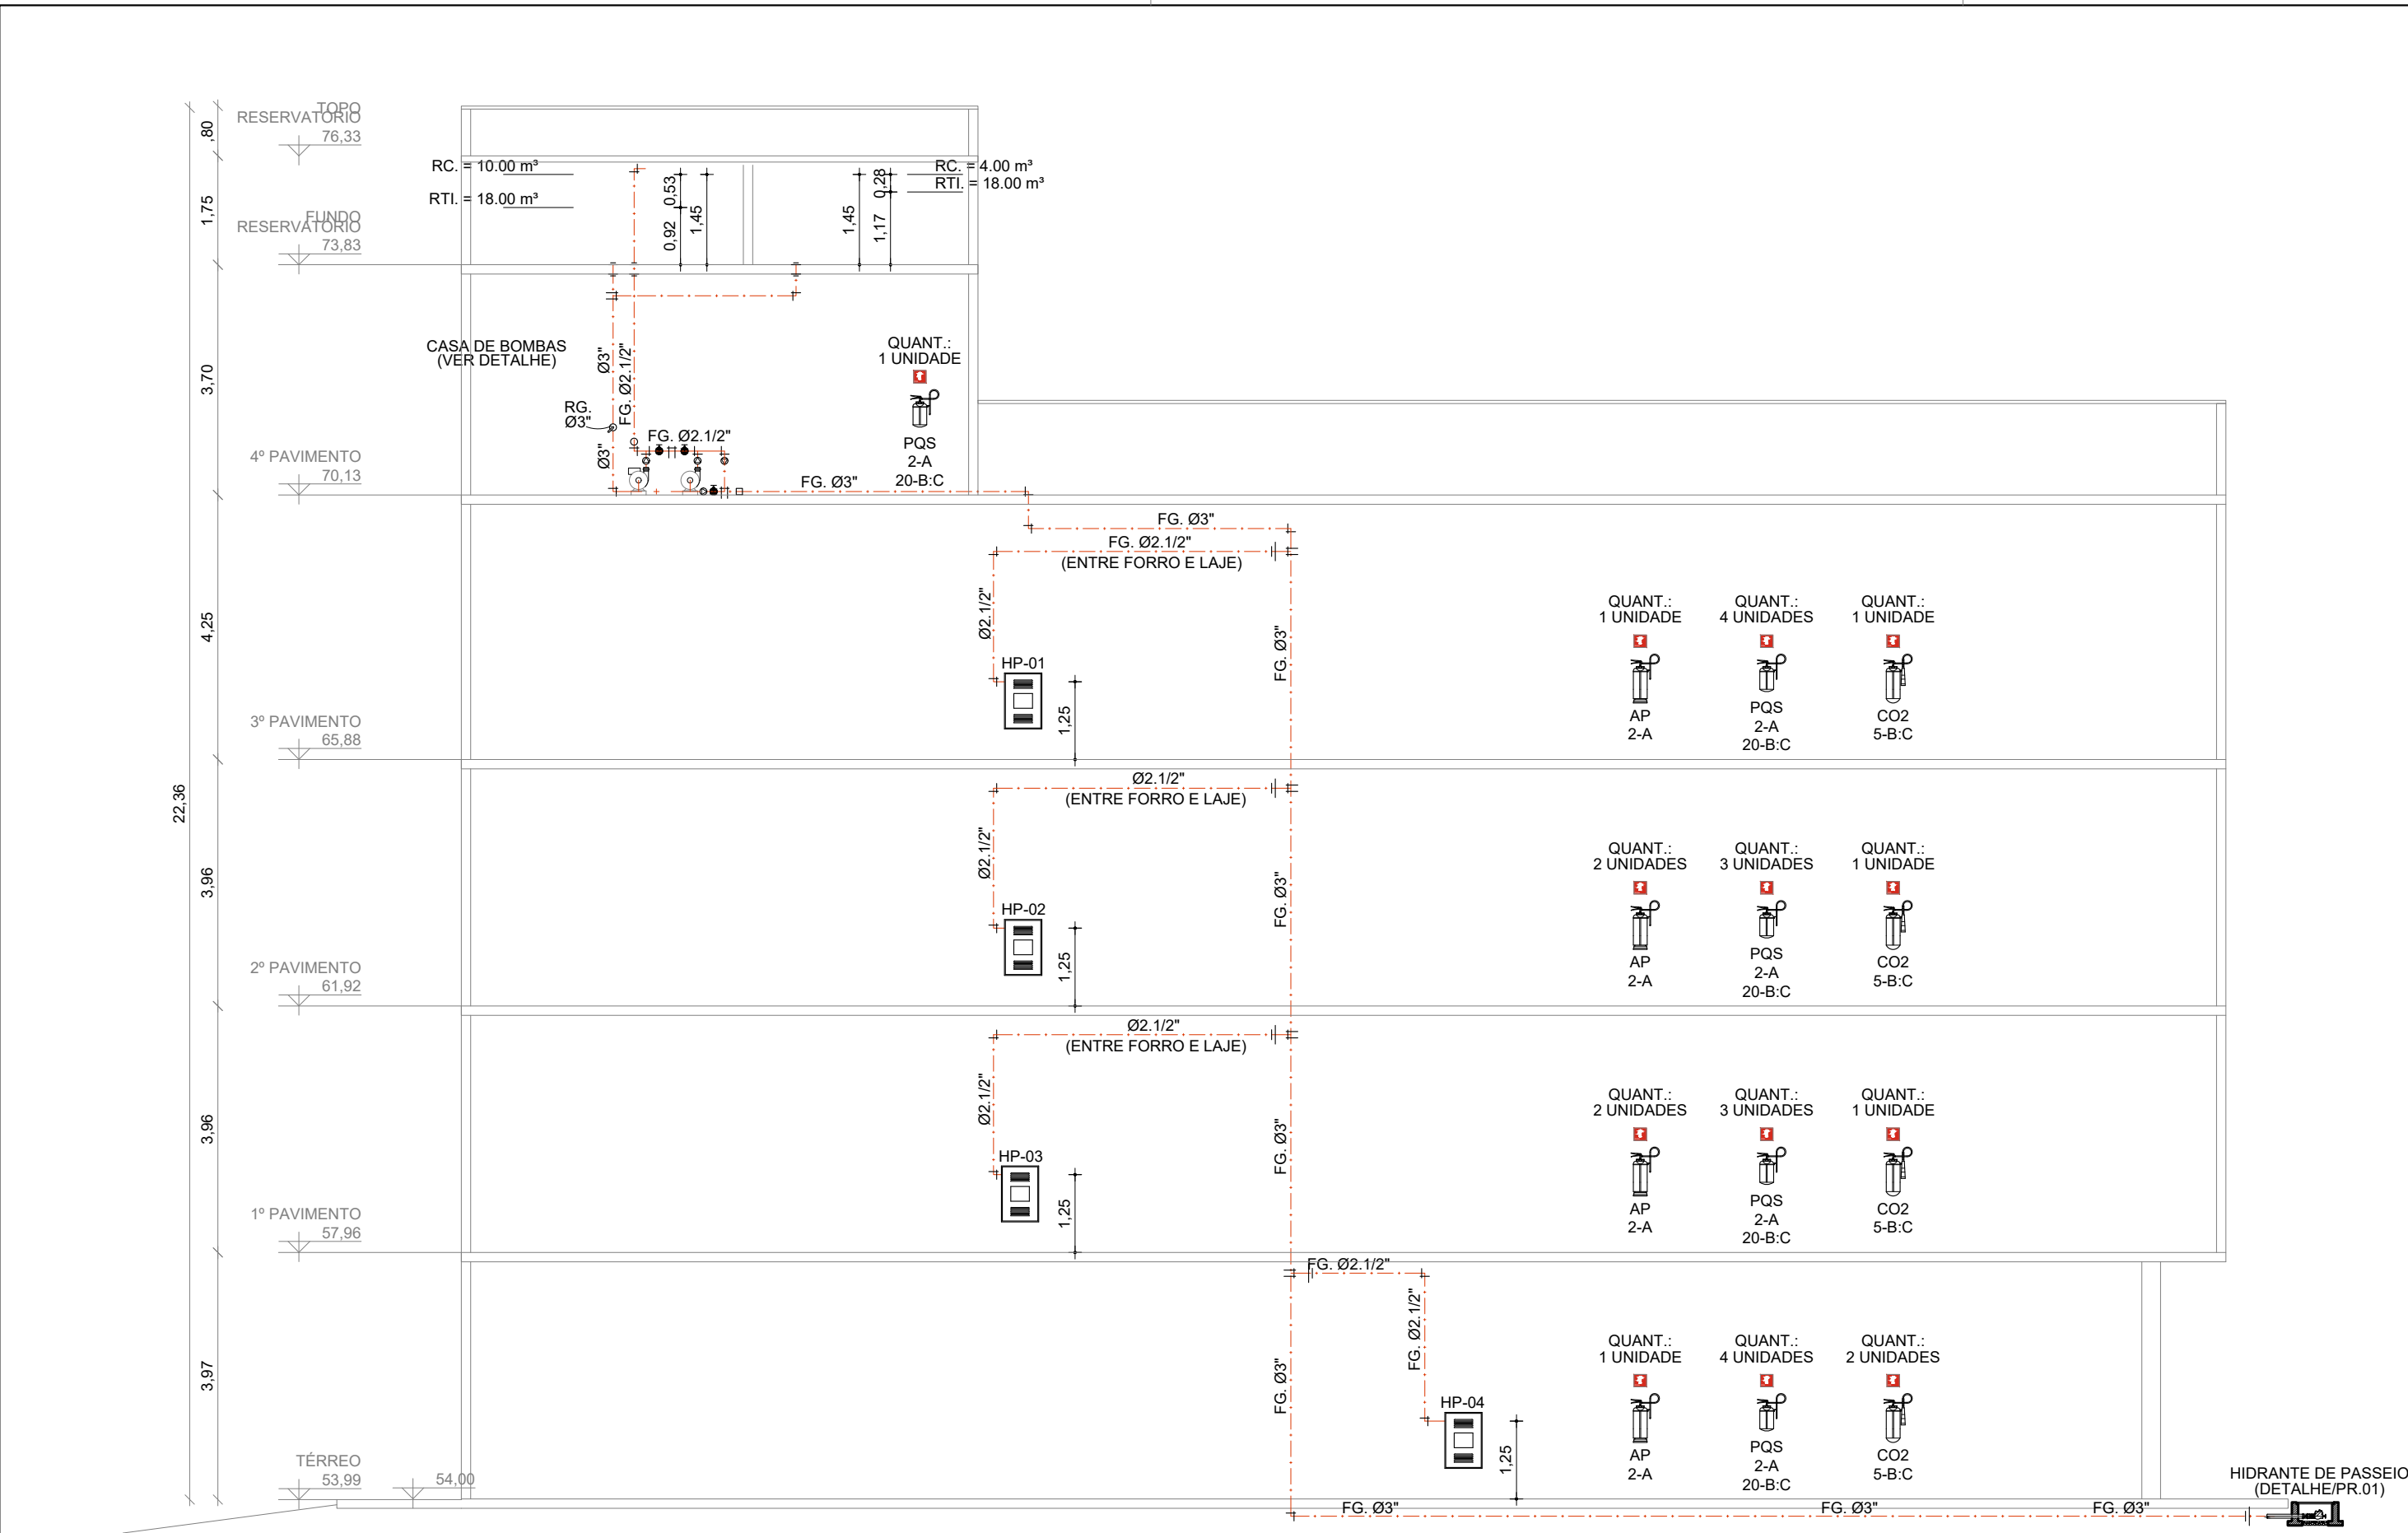 TOPO
RESERVATÓRIO
76,33
,80
RC. = 10.00 m³
RTI. = 18.00 m³
0,53
0,92
1,45
1,45
0,28
1,17
RC. = 4.00 m³
RTI. = 18.00 m³
1,75
FUNDO
RESERVATÓRIO
73,83
3,70
CASA DE BOMBAS
(VER DETALHE)
Ø3"
FG. Ø2.1/2"
RG.
Ø3"
Ø3"
FG. Ø2.1/2"
QUANT.:
1 UNIDADE
PQS
2-A
20-B:C
4º PAVIMENTO
70,13
FG. Ø3"
FG. Ø3"
FG. Ø2.1/2"
(ENTRE FORRO E LAJE)
4,25
Ø2.1/2"
FG. Ø3"
HP-01
1,25
QUANT.:
1 UNIDADE
AP
2-A
QUANT.:
4 UNIDADES
PQS
2-A
20-B:C
QUANT.:
1 UNIDADE
CO2
5-B:C
3º PAVIMENTO
65,88
22,36
Ø2.1/2"
(ENTRE FORRO E LAJE)
3,96
Ø2.1/2"
FG. Ø3"
HP-02
1,25
QUANT.:
2 UNIDADES
AP
2-A
QUANT.:
3 UNIDADES
PQS
2-A
20-B:C
QUANT.:
1 UNIDADE
CO2
5-B:C
2º PAVIMENTO
61,92
Ø2.1/2"
(ENTRE FORRO E LAJE)
3,96
Ø2.1/2"
FG. Ø3"
HP-03
1,25
QUANT.:
2 UNIDADES
AP
2-A
QUANT.:
3 UNIDADES
PQS
2-A
20-B:C
QUANT.:
1 UNIDADE
CO2
5-B:C
1º PAVIMENTO
57,96
FG. Ø2.1/2"
3,97
FG. Ø3"
FG. Ø2.1/2"
HP-04
1,25
QUANT.:
1 UNIDADE
AP
2-A
QUANT.:
4 UNIDADES
PQS
2-A
20-B:C
QUANT.:
2 UNIDADES
CO2
5-B:C
TÉRREO
53,99
54,00
HIDRANTE DE PASSEIO
(DETALHE/PR.01)
FG. Ø3"
FG. Ø3"
FG. Ø3"